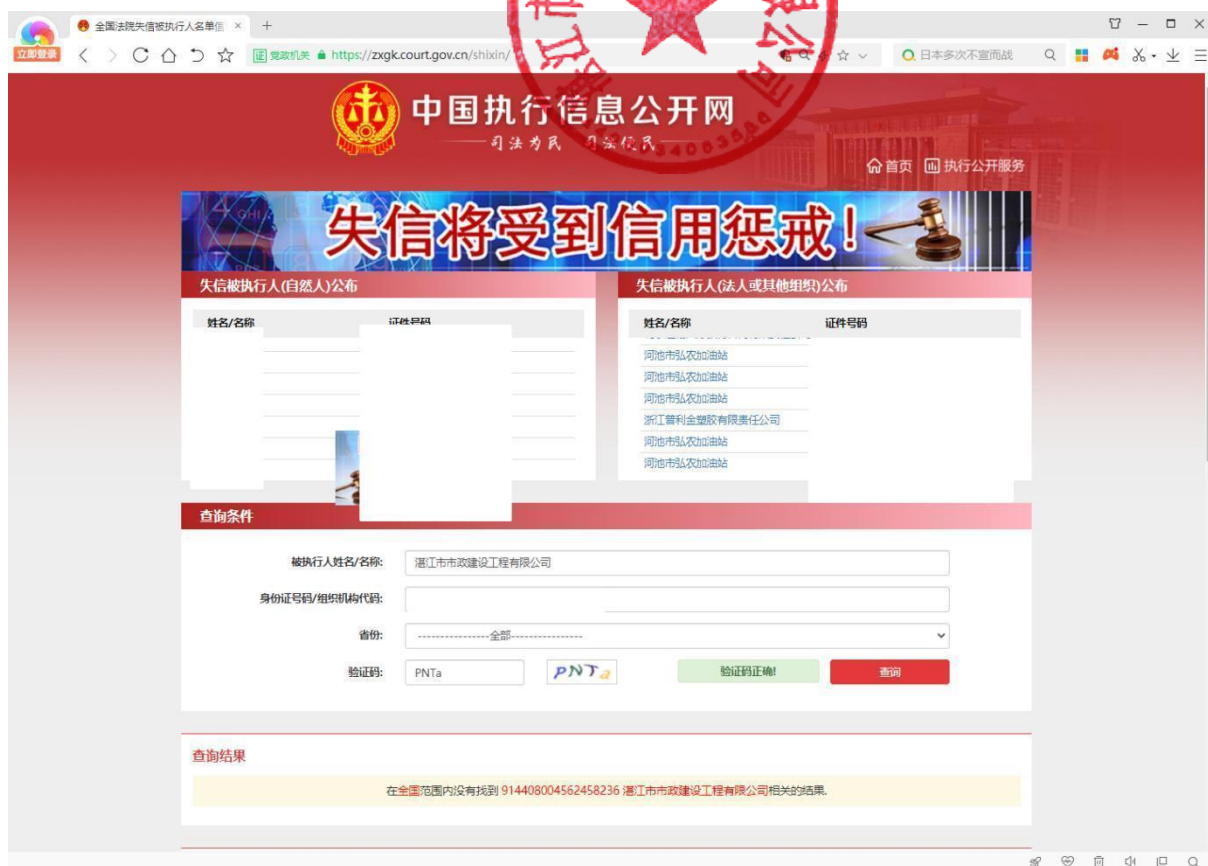 全国法院失信被执行人名单信
立即登录
证 党政机关 https://zxgk.court.gov.cn/shixin/
日本多次不宣而战
中国执行信息公开网
司法为民 司法便民
首页 执行公开服务
失信将受到信用惩戒!
失信被执行人(自然人)公布
姓名/名称 证件号码
失信被执行人(法人或其他组织)公布
姓名/名称 证件号码
河池市弘农加油站
河池市弘农加油站
河池市弘农加油站
浙江普利金塑胶有限责任公司
河池市弘农加油站
河池市弘农加油站
查询条件
被执行人姓名/名称: 湛江市市政建设工程有限公司
身份证号码/组织机构代码:
省份: ----------------全部----------------
验证码: PNTa PNTa 验证码正确! 查询
查询结果
在全国范围内没有找到 914408004562458236 湛江市市政建设工程有限公司相关的结果.